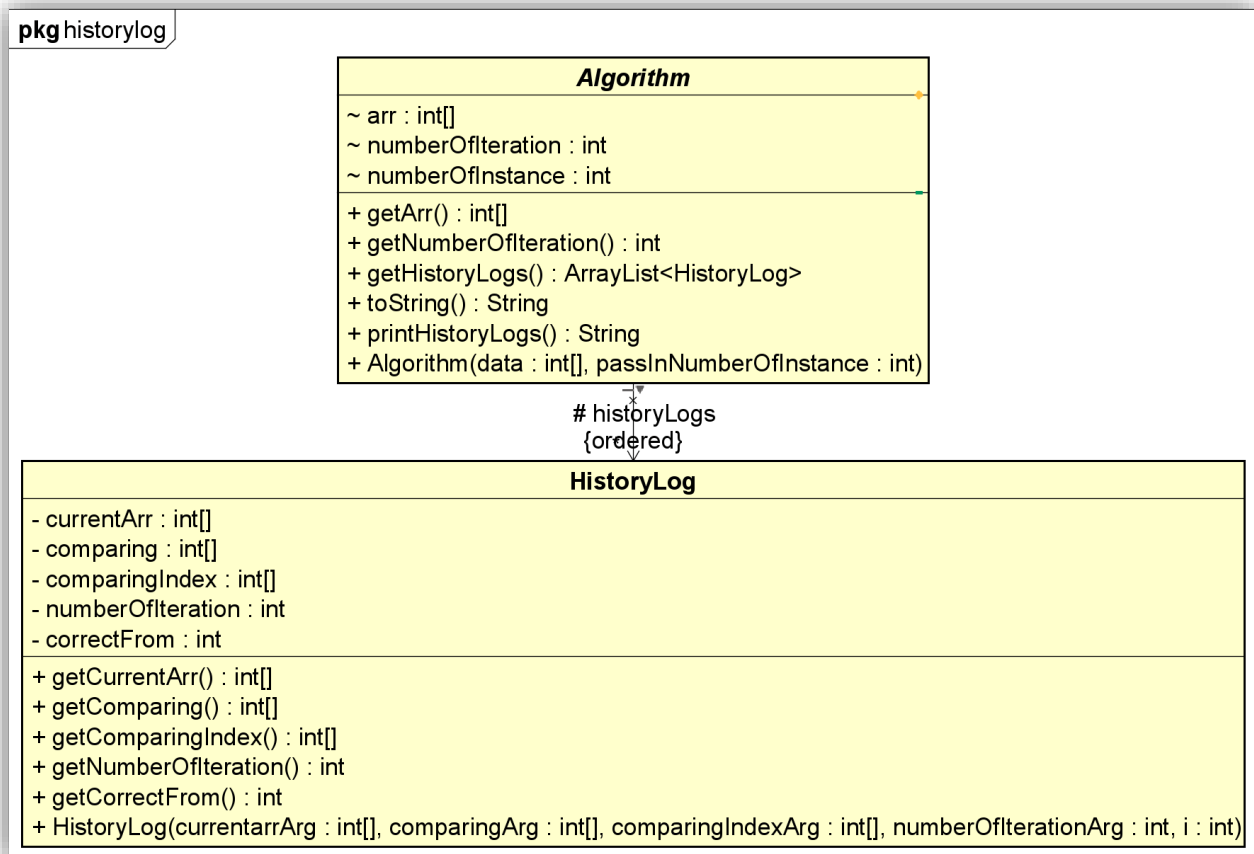 pkg historylog
Algorithm
~ arr : int[]
~ numberOfIteration : int
~ numberOfInstance : int
+ getArr() : int[]
+ getNumberOfIteration() : int
+ getHistoryLogs() : ArrayList<HistoryLog>
+ toString() : String
+ printHistoryLogs() : String
+ Algorithm(data : int[], passInNumberOfInstance : int)
# historyLogs
{ordered}
HistoryLog
- currentArr : int[]
- comparing : int[]
- comparingIndex : int[]
- numberOfIteration : int
- correctFrom : int
+ getCurrentArr() : int[]
+ getComparing() : int[]
+ getComparingIndex() : int[]
+ getNumberOfIteration() : int
+ getCorrectFrom() : int
+ HistoryLog(currentarrArg : int[], comparingArg : int[], comparingIndexArg : int[], numberOfIterationArg : int, i : int)